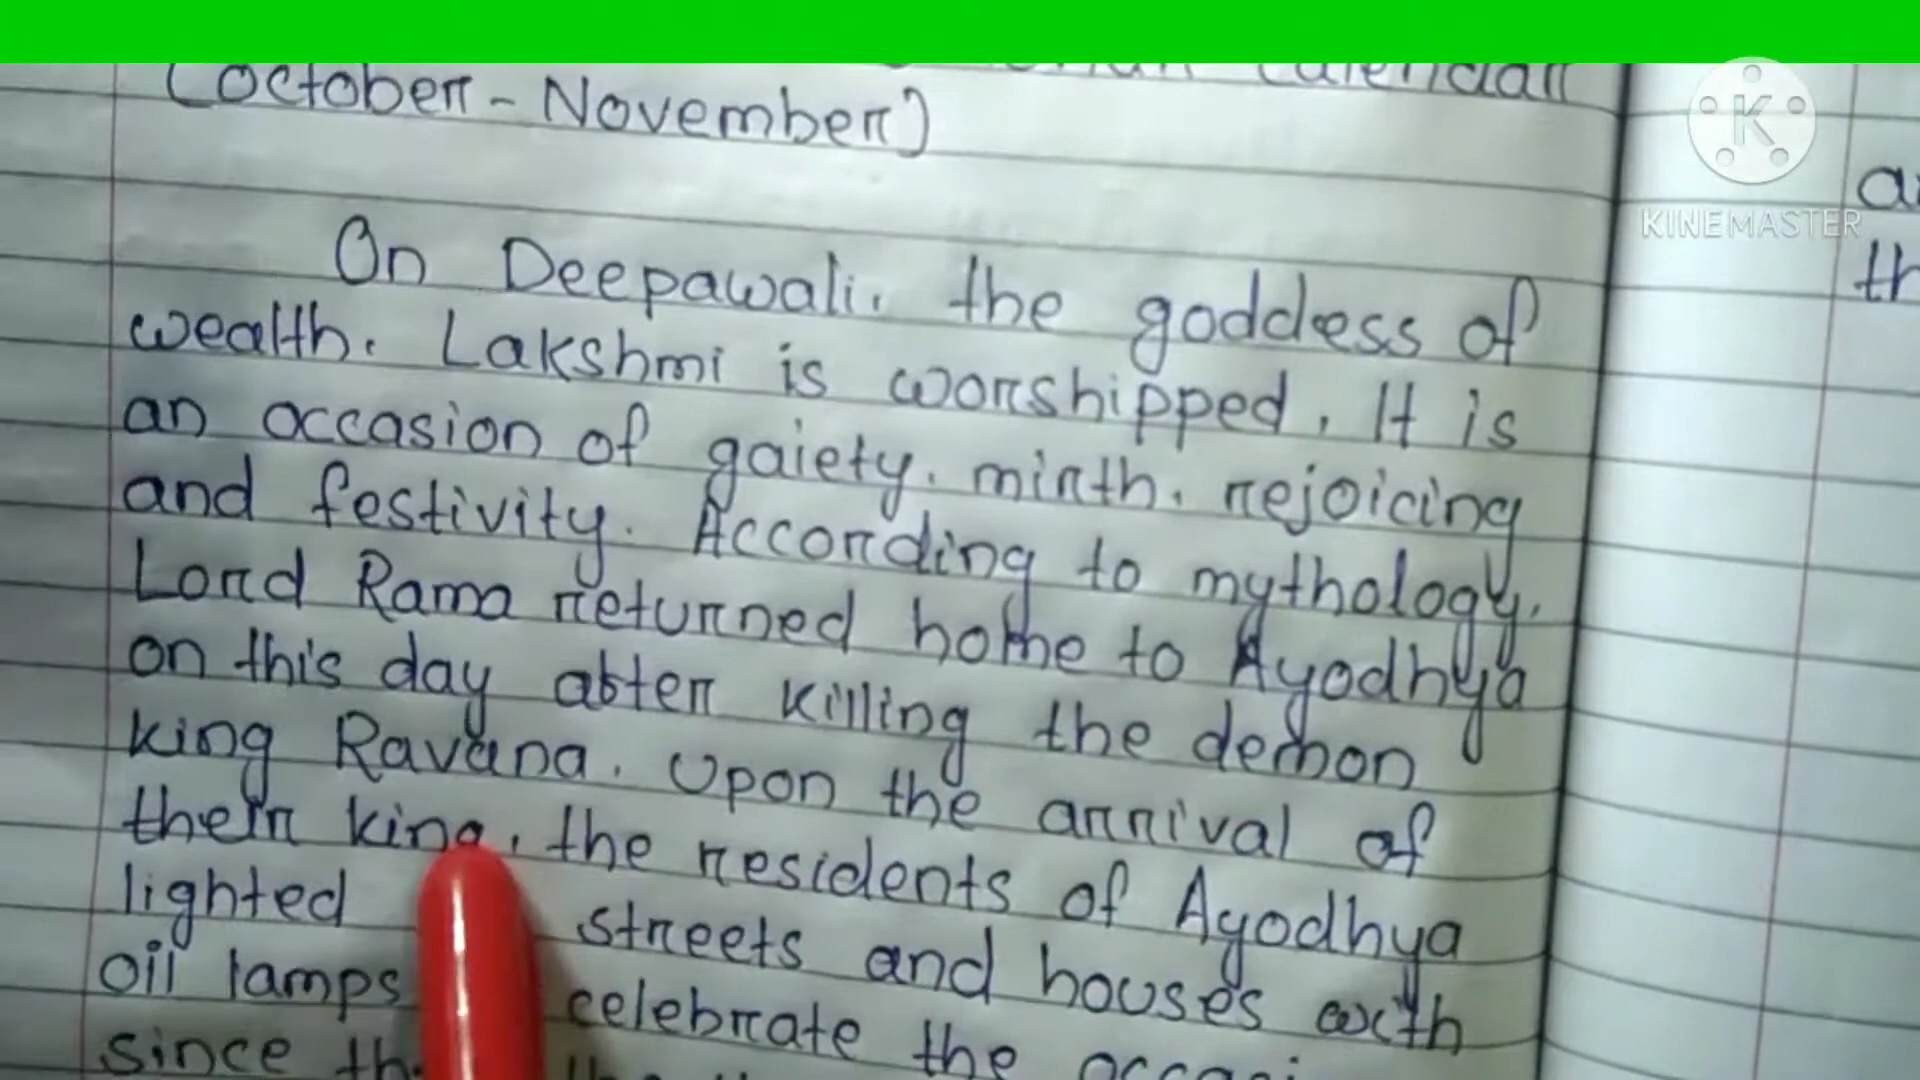 calendar
(October - November)
On Deepawali, the goddess of
wealth, Lakshmi is worshipped. It is
an occasion of gaiety, mirth, rejoicing
and festivity. According to mythology,
Lord Rama returned home to Ayodhya
on this day after killing the demon
king Ravana. Upon the arrival of
their king, the residents of Ayodhya
lighted streets and houses with
oil lamps celebrate the
since
K
KINEMASTER